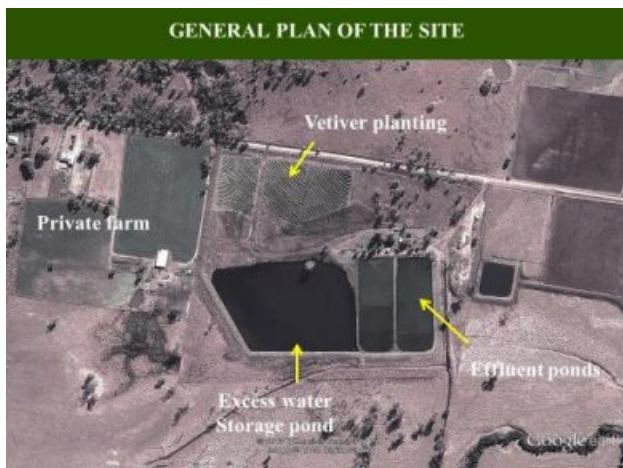 GENERAL PLAN OF THE SITE
Vetiver planting
Private farm
Effluent ponds
Excess water
Storage pond
Google earth